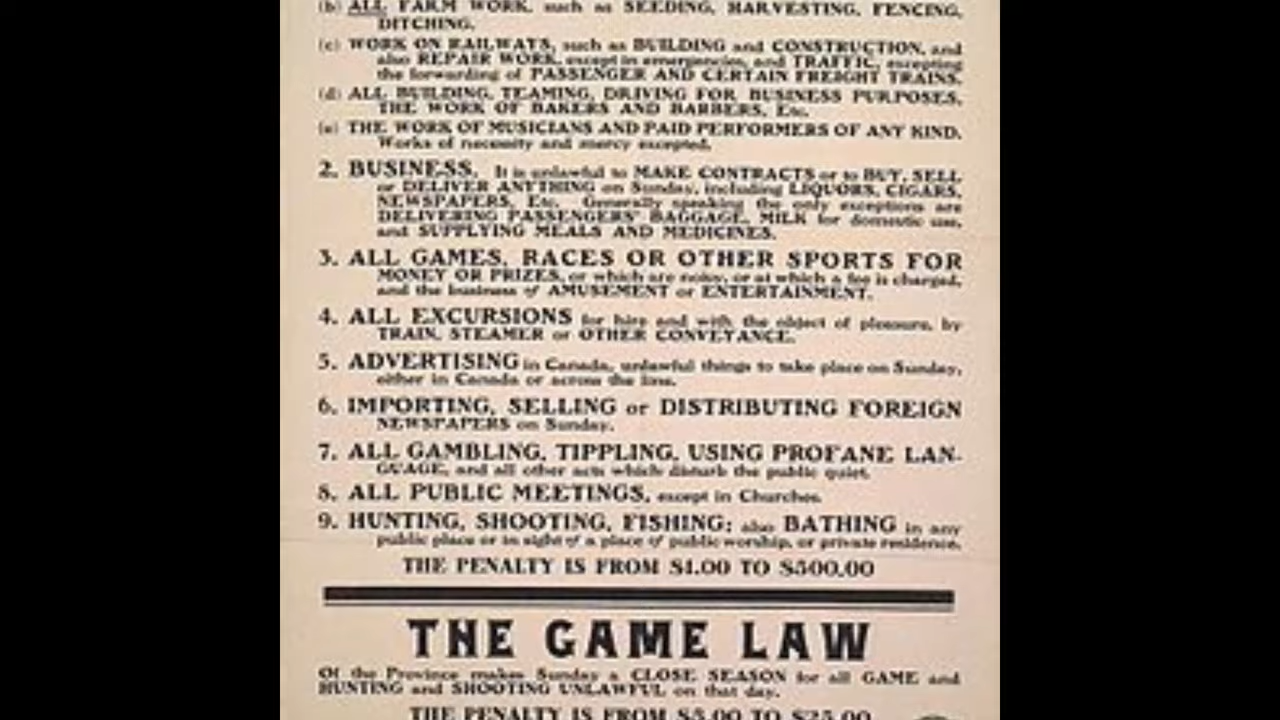 (b) ALL FARM WORK, such as SEEDING, HARVESTING, FENCING,
DITCHING.
(c) WORK ON RAILWAYS, such as BUILDING and CONSTRUCTION, and
also REPAIR WORK, except in emergencies, and TRAFFIC, excepting
the forwarding of PASSENGER AND CERTAIN FREIGHT TRAINS.
(d) ALL BUILDING, TEAMING, DRIVING FOR BUSINESS PURPOSES,
THE WORK OF BAKERS AND BARBERS, Etc.
(e) THE WORK OF MUSICIANS AND PAID PERFORMERS OF ANY KIND.
Works of necessity and mercy excepted.
2. BUSINESS. It is unlawful to MAKE CONTRACTS or to BUY, SELL
or DELIVER ANYTHING on Sunday, including LIQUORS, CIGARS,
NEWSPAPERS, Etc. Generally speaking the only exceptions are
DELIVERING PASSENGERS' BAGGAGE, MILK for domestic use,
and SUPPLYING MEALS AND MEDICINES.
3. ALL GAMES, RACES OR OTHER SPORTS FOR
MONEY OR PRIZES, or which are noisy, or at which a fee is charged,
and the business of AMUSEMENT or ENTERTAINMENT.
4. ALL EXCURSIONS for hire and with the object of pleasure, by
TRAIN, STEAMER or OTHER CONVEYANCE.
5. ADVERTISING in Canada, unlawful things to take place on Sunday,
either in Canada or across the line.
6. IMPORTING, SELLING or DISTRIBUTING FOREIGN
NEWSPAPERS on Sunday.
7. ALL GAMBLING, TIPPLING, USING PROFANE LAN-
GUAGE, and all other acts which disturb the public quiet.
8. ALL PUBLIC MEETINGS, except in Churches.
9. HUNTING, SHOOTING, FISHING; also BATHING in any
public place or in sight of a place of public worship, or private residence.
THE PENALTY IS FROM $1.00 TO $500.00
THE GAME LAW
Of the Province makes Sunday a CLOSE SEASON for all GAME and
HUNTING and SHOOTING UNLAWFUL on that day.
THE PENALTY IS FROM $5.00 TO $25.00